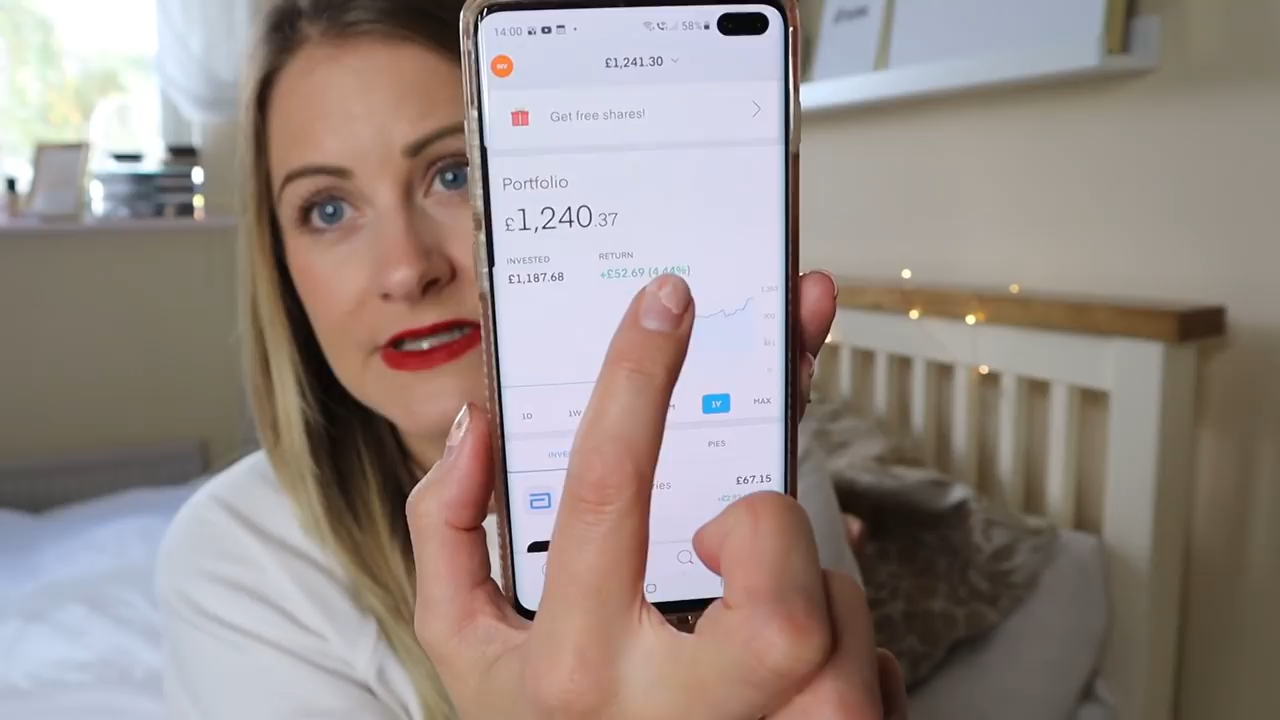 14:00
58%
INV
£1,241.30
Get free shares!
Portfolio
£1,240.37
INVESTED
RETURN
£1,187.68
+£52.69 (4.44%)
1D
1W
1Y
MAX
PIES
£67.15